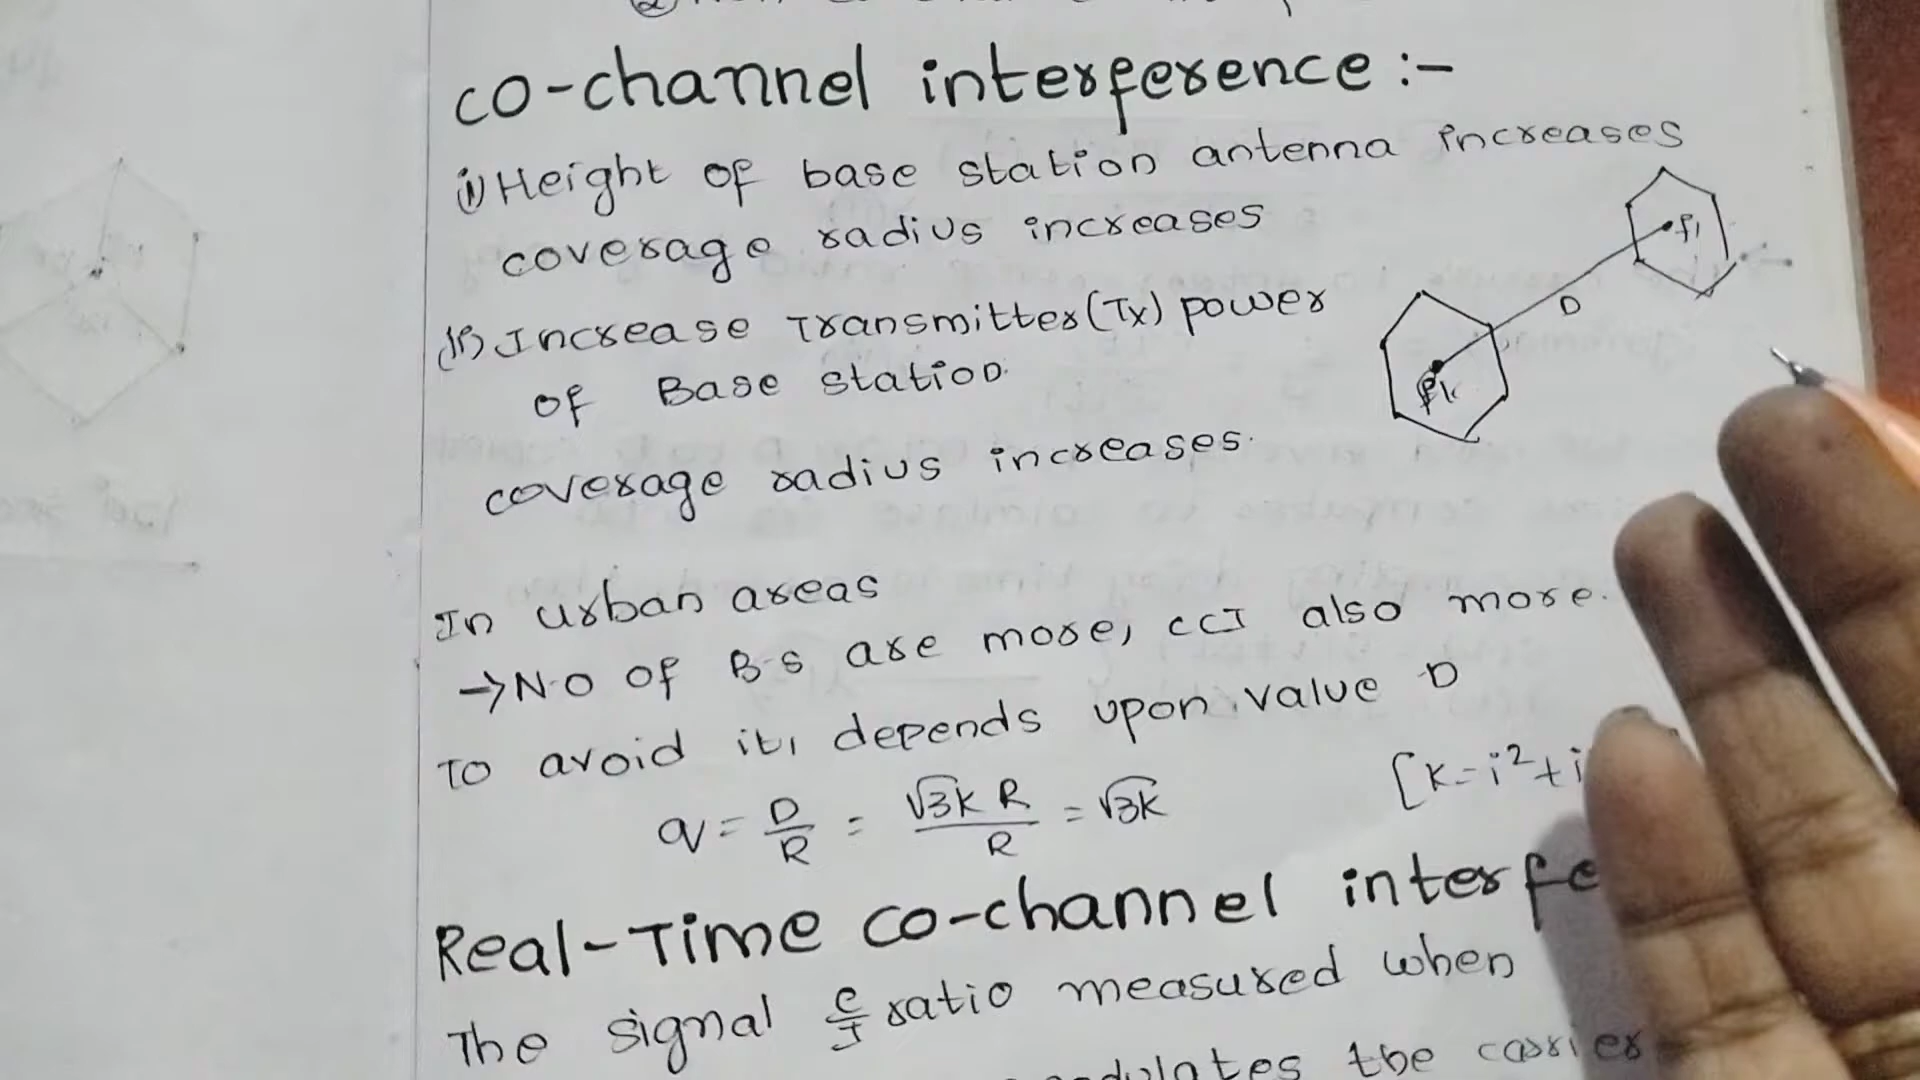 co-channel interference :-
i) Height of base station antenna increases
coverage radius increases
ii) Increase Transmitter (Tx) power
of Base station.
coverage radius increases.
f1
D
In urban areas
→ N.O of B.S are more, CCI also more.
To avoid it, depends upon value D
q = D/R = √3K R/R = √3K
[K = i² + i
Real-Time co-channel interfe
The signal C/I ratio measured when
the carrier